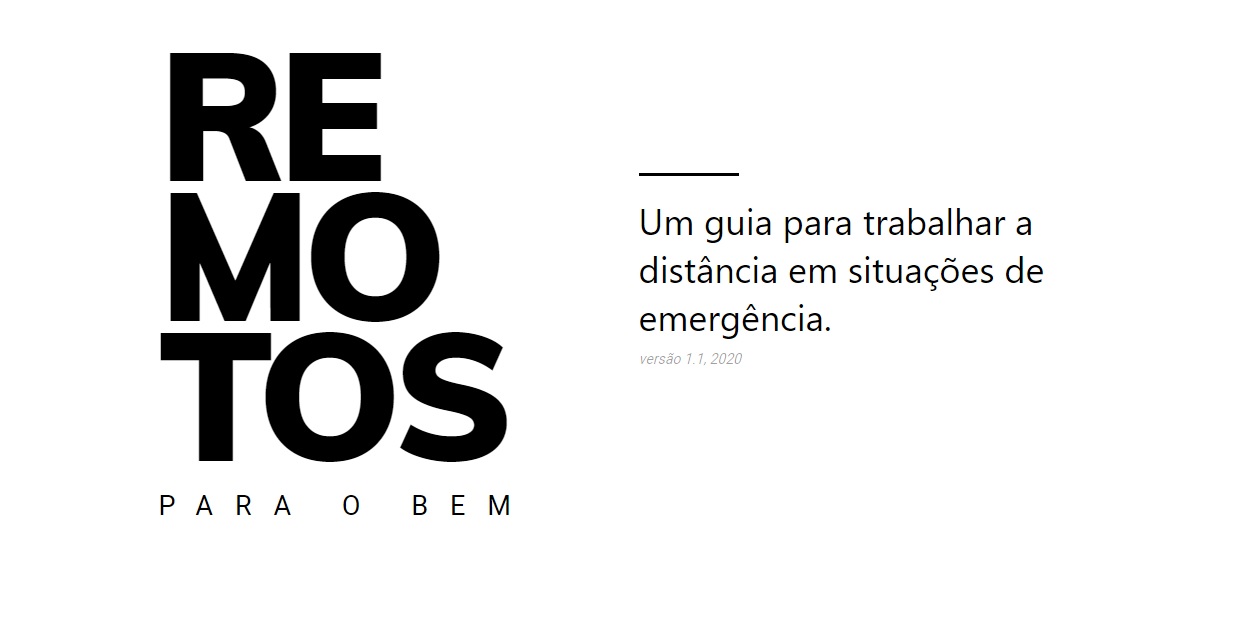 RE
MO
TOS
PARA O BEM
Um guia para trabalhar a
distância em situações de
emergência.
versão 1.1, 2020